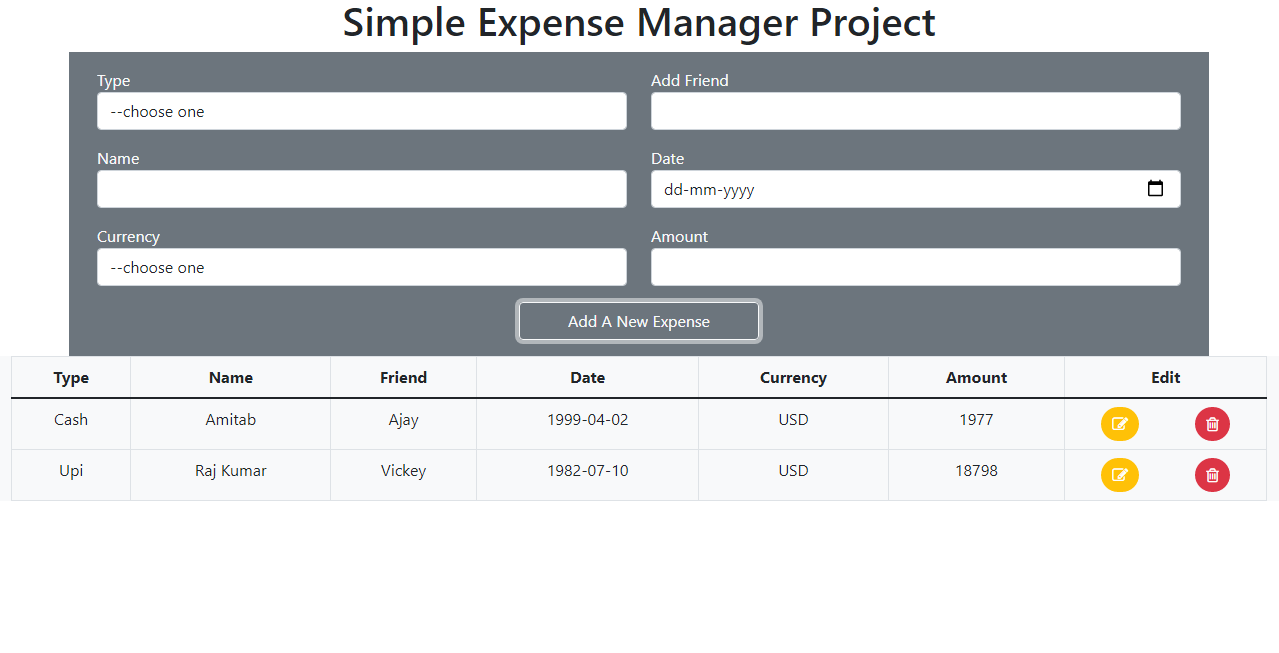 Simple Expense Manager Project
Type Add Friend
--choose one
Name Date
dd-mm-yyyy
Currency Amount
--choose one
Add A New Expense
Type Name Friend Date Currency Amount Edit
Cash Amitab Ajay 1999-04-02 USD 1977
Upi Raj Kumar Vickey 1982-07-10 USD 18798